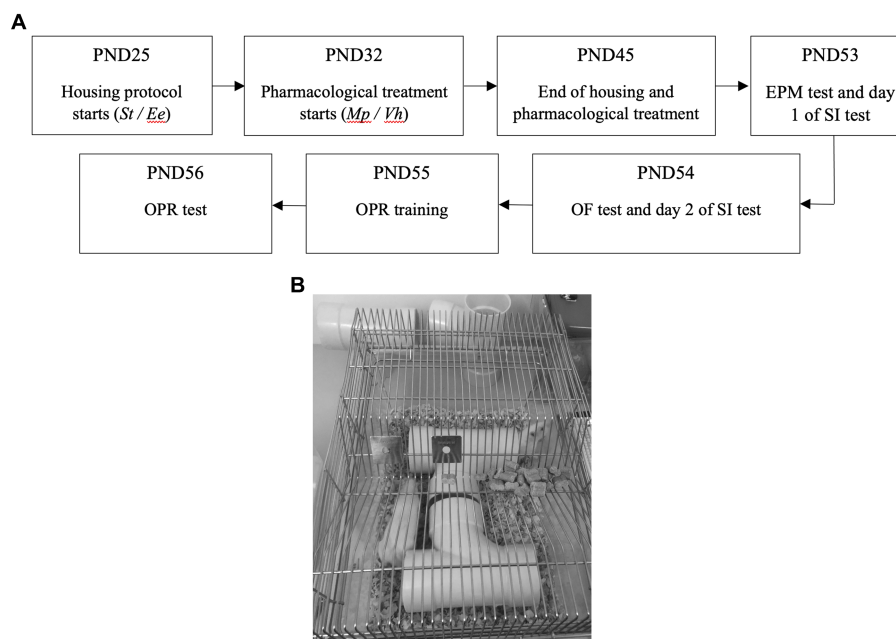 A
PND25
Housing protocol
starts (St / Ee)
PND32
Pharmacological treatment
starts (Mp / Vh)
PND45
End of housing and
pharmacological treatment
PND53
EPM test and day
1 of SI test
PND54
OF test and day 2 of SI test
PND55
OPR training
PND56
OPR test
B